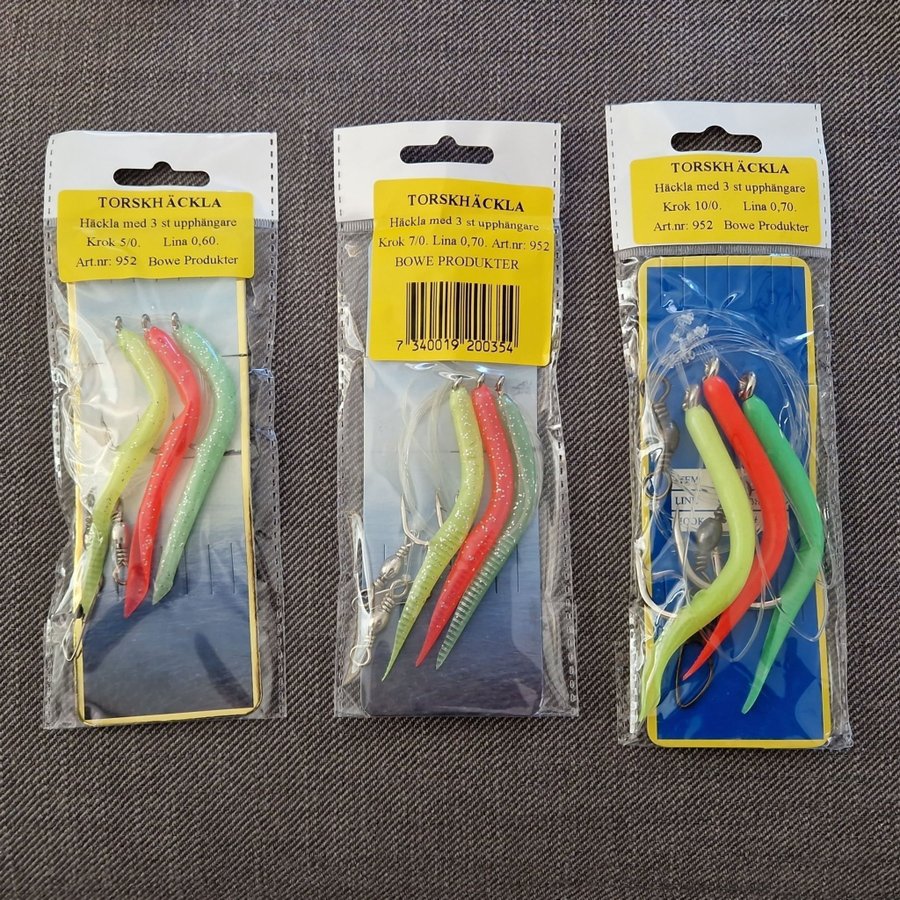 TORSKHÄCKLA
Häckla med 3 st upphängare
Krok 5/0. Lina 0,60.
Art.nr: 952 Bowe Produkter
TORSKHÄCKLA
Häckla med 3 st upphängare
Krok 7/0. Lina 0,70. Art.nr: 952
BOWE PRODUKTER
7 340019 200354
TORSKHÄCKLA
Häckla med 3 st upphängare
Krok 10/0. Lina 0,70.
Art.nr: 952 Bowe Produkter